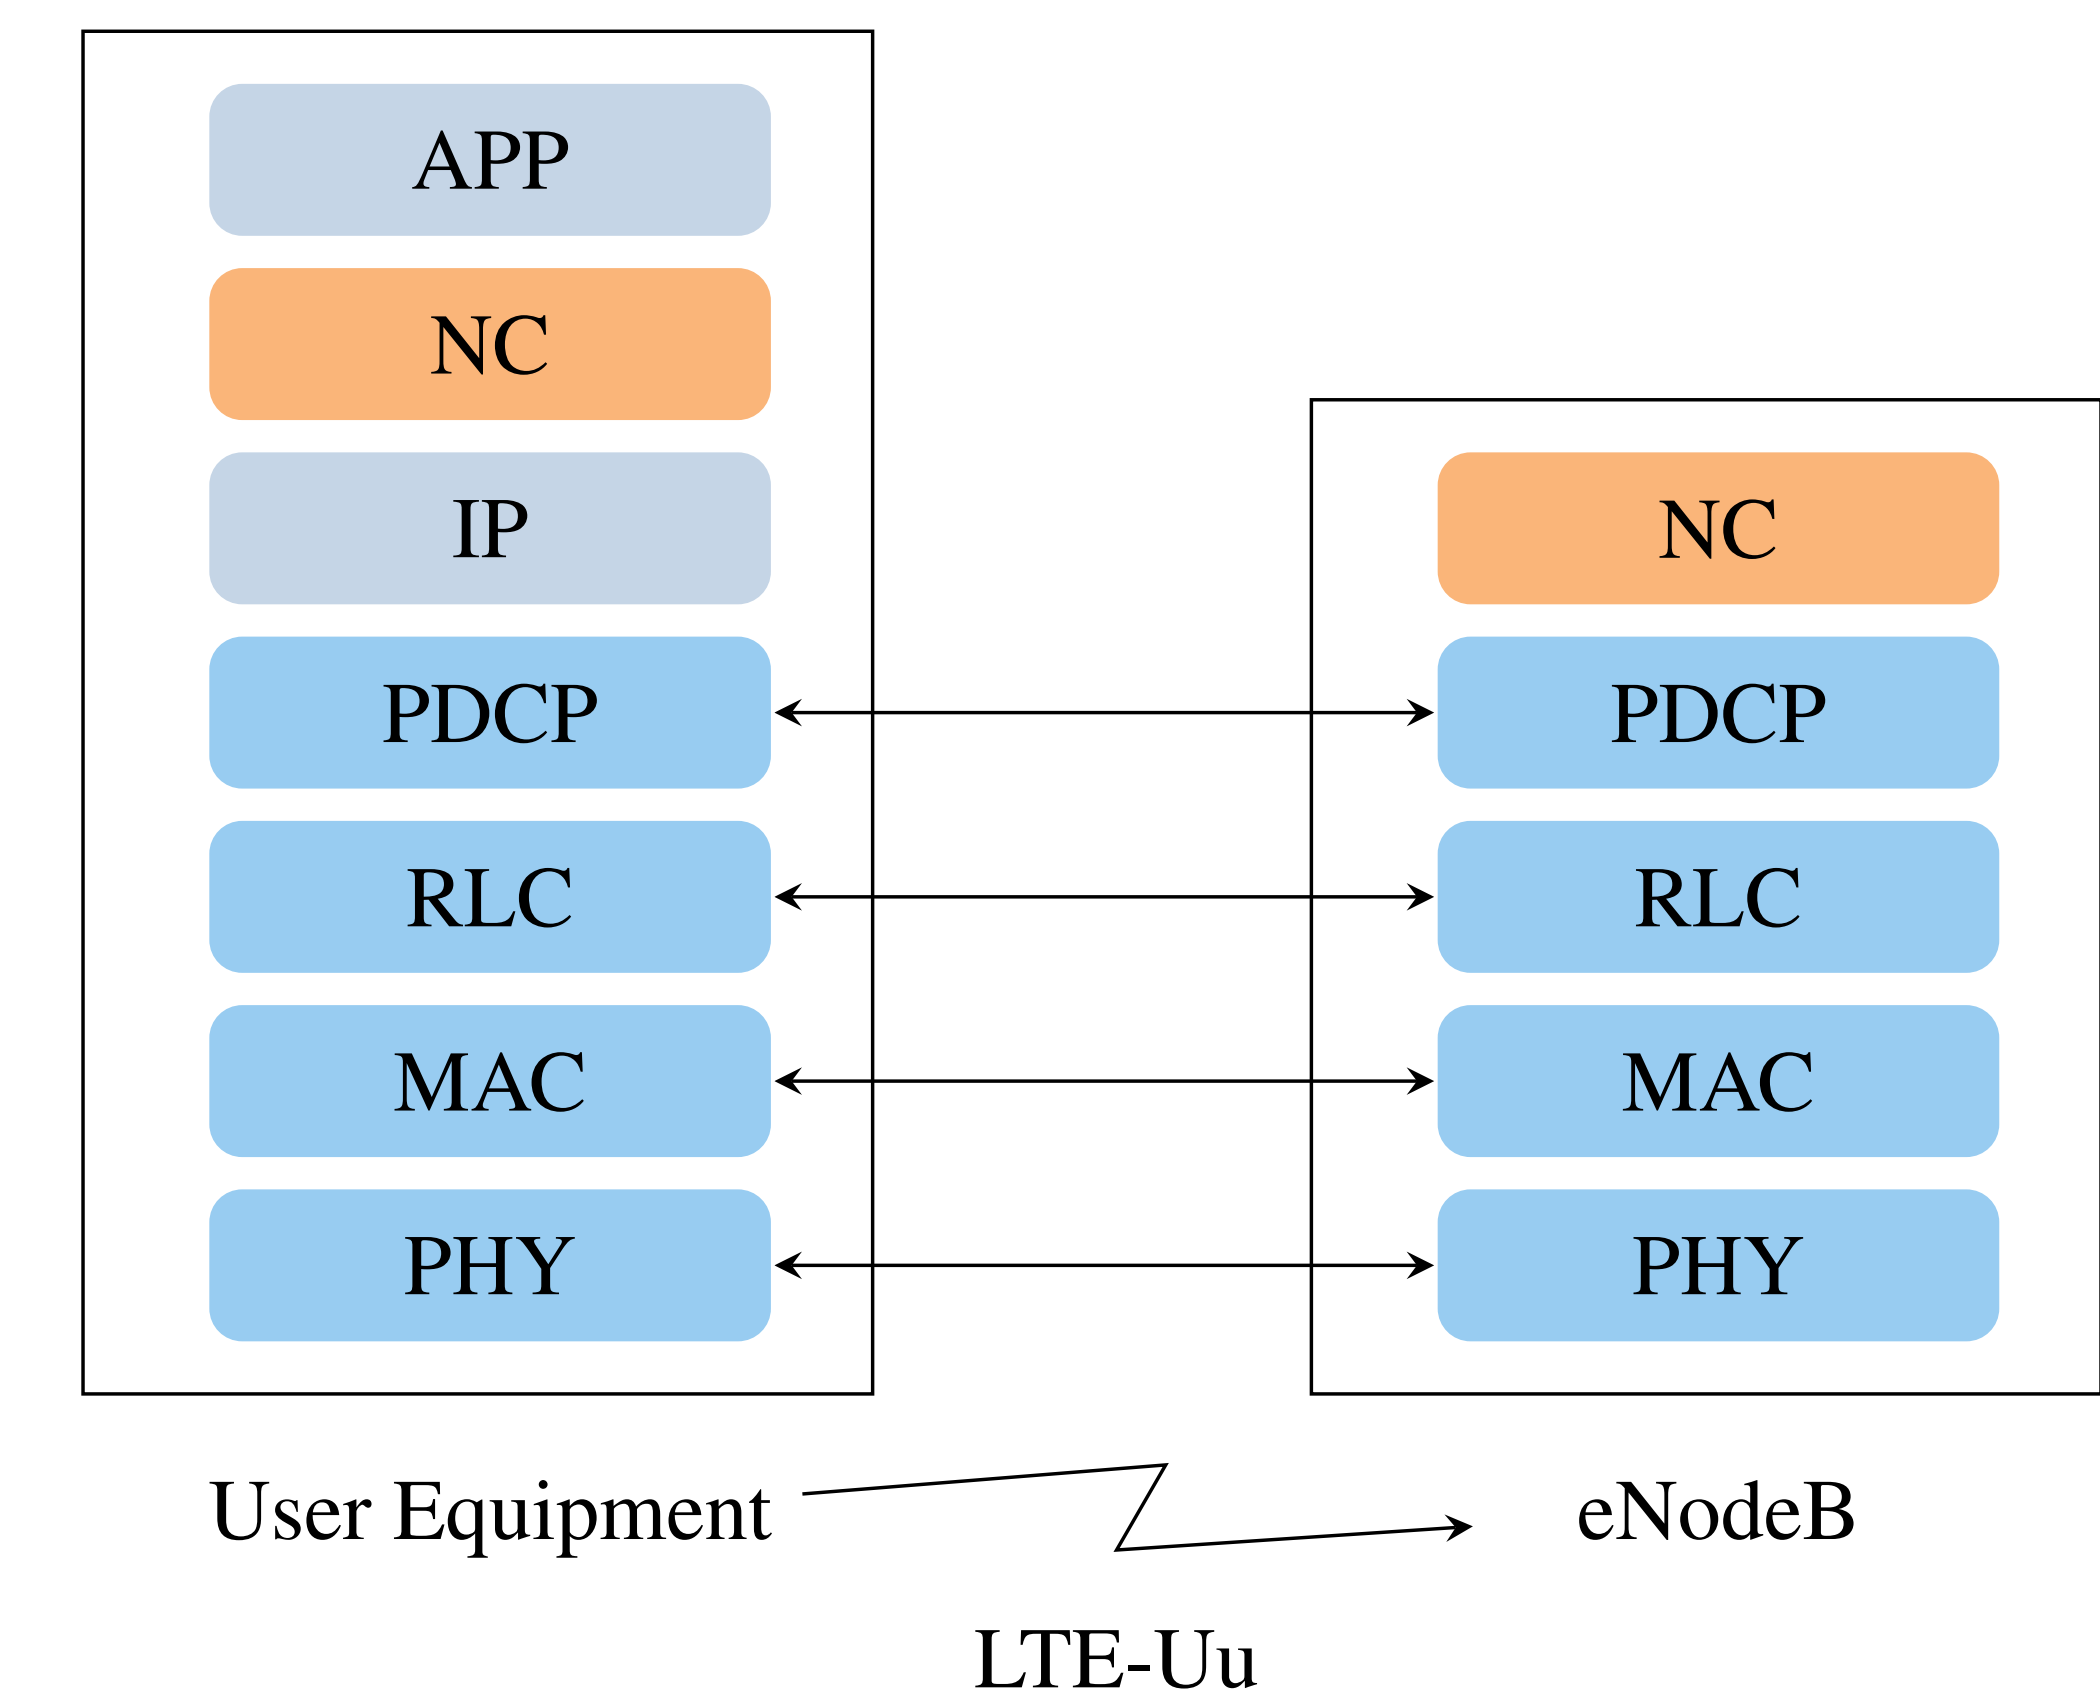 APP
NC
IP
PDCP
RLC
MAC
PHY
NC
PDCP
RLC
MAC
PHY
User Equipment
eNodeB
LTE-Uu